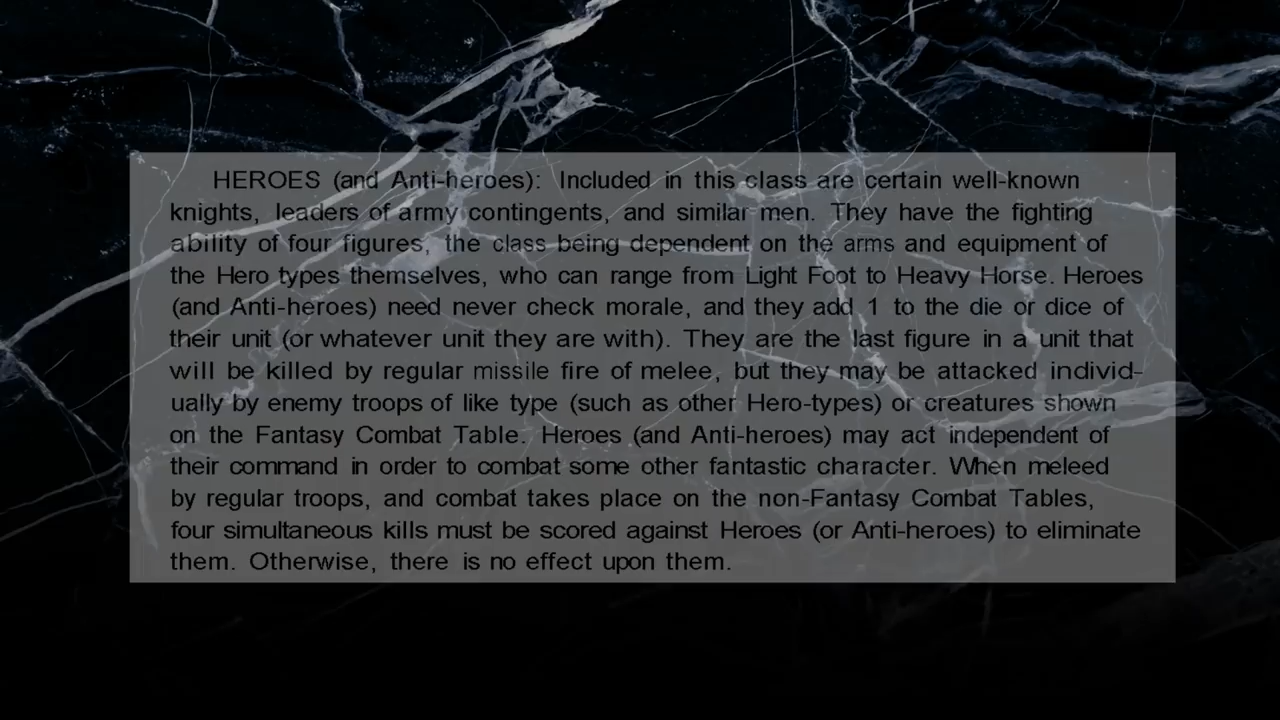 HEROES (and Anti-heroes): Included in this class are certain well-known
knights, leaders of army contingents, and similar men. They have the fighting
ability of four figures, the class being dependent on the arms and equipment of
the Hero types themselves, who can range from Light Foot to Heavy Horse. Heroes
(and Anti-heroes) need never check morale, and they add 1 to the die or dice of
their unit (or whatever unit they are with). They are the last figure in a unit that
will be killed by regular missile fire of melee, but they may be attacked individ-
ually by enemy troops of like type (such as other Hero-types) or creatures shown
on the Fantasy Combat Table. Heroes (and Anti-heroes) may act independent of
their command in order to combat some other fantastic character. When meleed
by regular troops, and combat takes place on the non-Fantasy Combat Tables,
four simultaneous kills must be scored against Heroes (or Anti-heroes) to eliminate
them. Otherwise, there is no effect upon them.